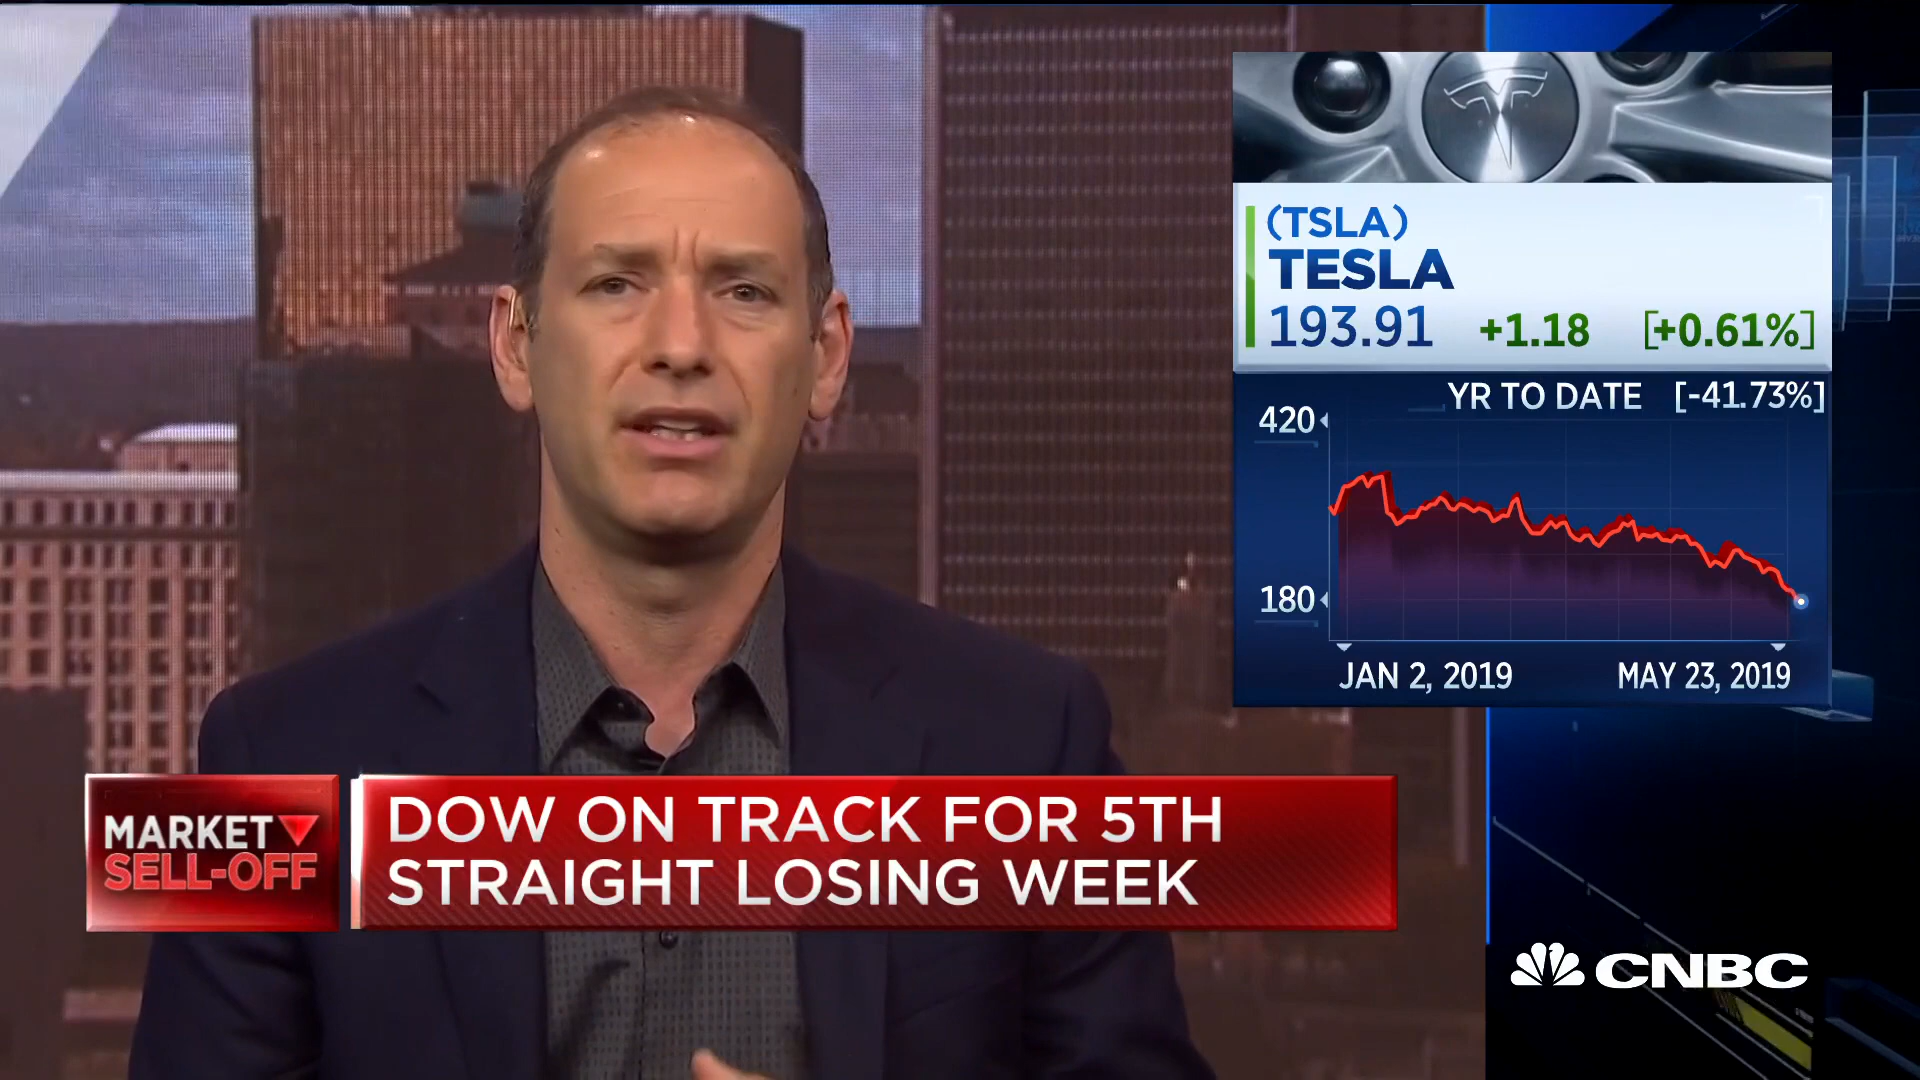 (TSLA)
TESLA
193.91 +1.18 [+0.61%]
YR TO DATE [-41.73%]
420
180
JAN 2, 2019 MAY 23, 2019
MARKET
SELL-OFF
DOW ON TRACK FOR 5TH
STRAIGHT LOSING WEEK
CNBC